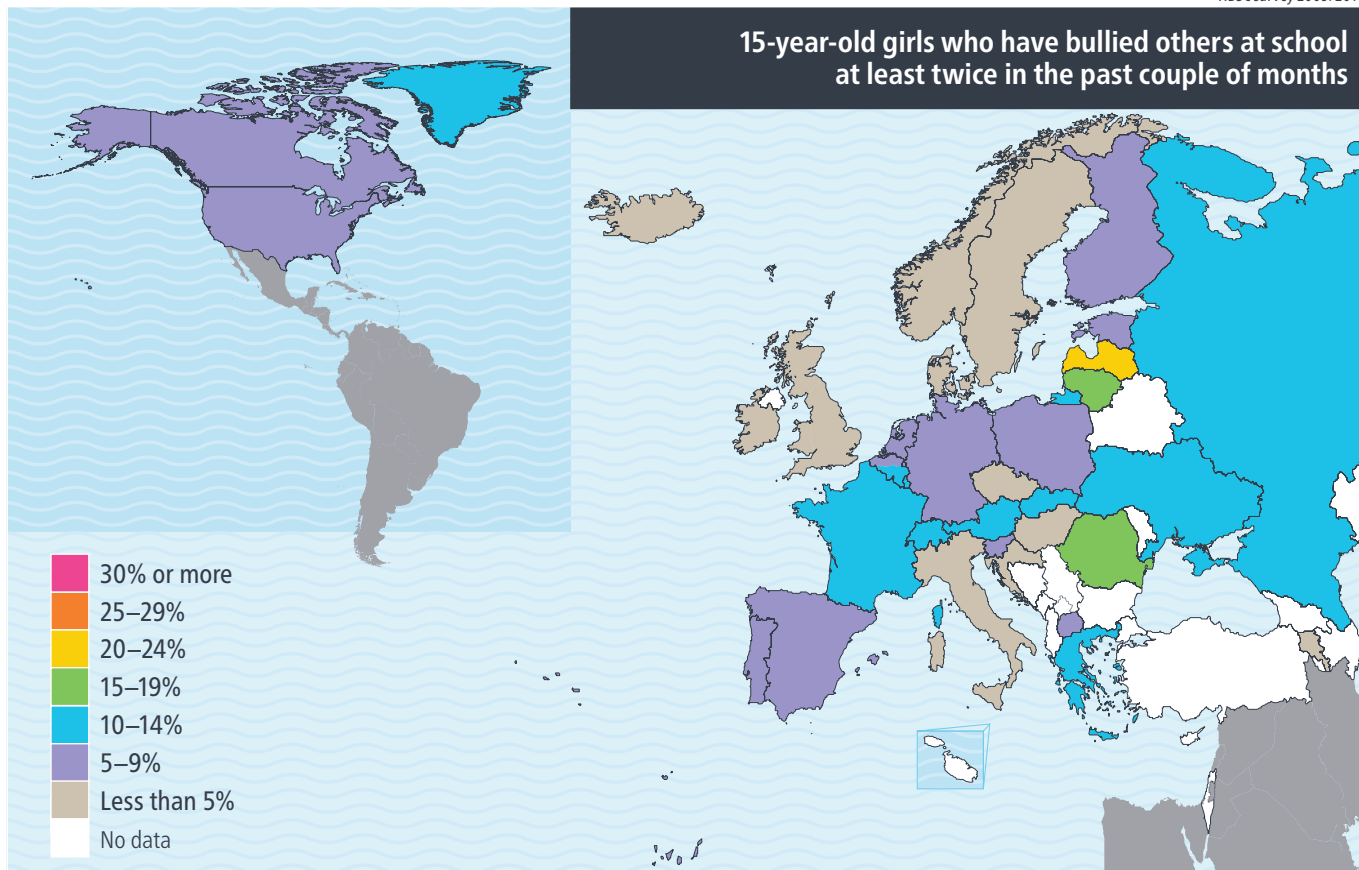 15-year-old girls who have bullied others at school
at least twice in the past couple of months
30% or more
25–29%
20–24%
15–19%
10–14%
5–9%
Less than 5%
No data